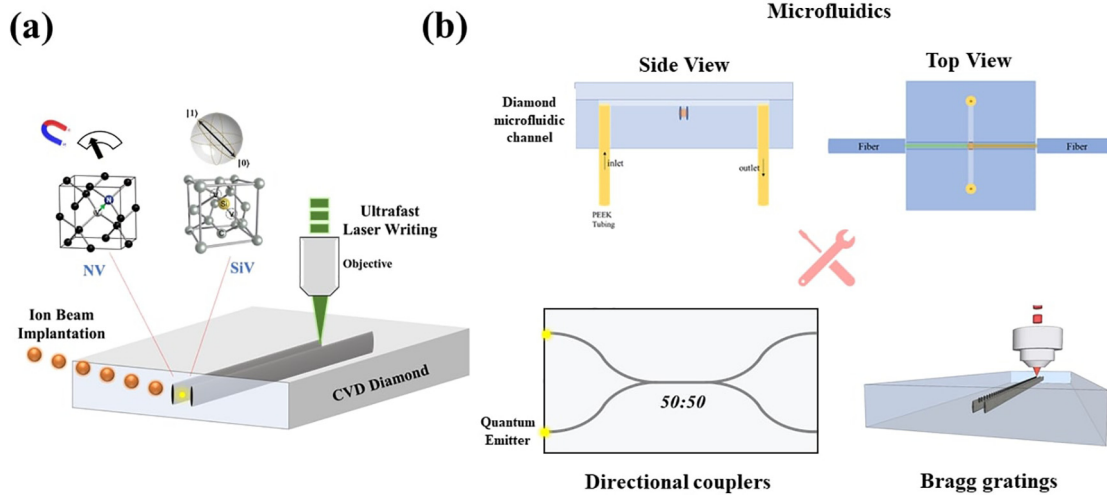 (a)
|1⟩
|0⟩
N
V
Si
NV
SiV
Ultrafast
Laser Writing
Objective
Ion Beam
Implantation
CVD Diamond
(b)
Microfluidics
Side View
Top View
Diamond
microfluidic
channel
inlet
outlet
PEEK
Tubing
Fiber
Fiber
50:50
Quantum
Emitter
Directional couplers
Bragg gratings